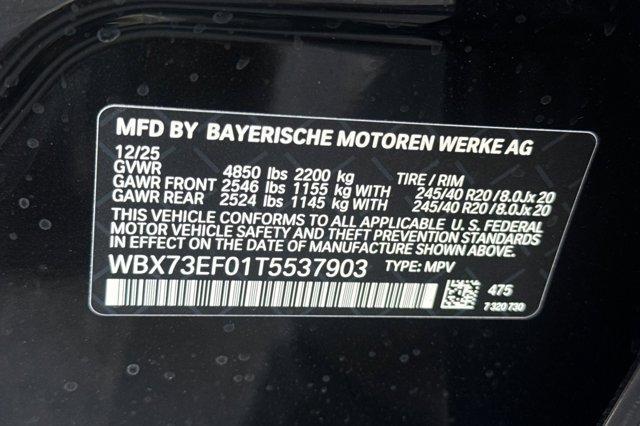 MFD BY BAYERISCHE MOTOREN WERKE AG
12/25
GVWR 4850 lbs 2200 kg TIRE / RIM
GAWR FRONT 2546 lbs 1155 kg WITH 245/40 R20 / 8.0Jx 20
GAWR REAR 2524 lbs 1145 kg WITH 245/40 R20 / 8.0Jx 20
THIS VEHICLE CONFORMS TO ALL APPLICABLE U. S. FEDERAL
MOTOR VEHICLE SAFETY AND THEFT PREVENTION STANDARDS
IN EFFECT ON THE DATE OF MANUFACTURE SHOWN ABOVE.
WBX73EF01T5537903 TYPE: MPV
475
7 320 730